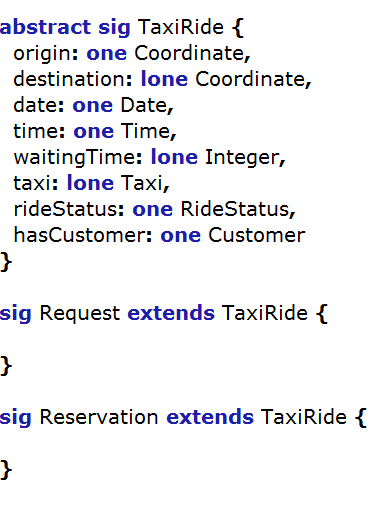 abstract sig TaxiRide {
origin: one Coordinate,
destination: lone Coordinate,
date: one Date,
time: one Time,
waitingTime: lone Integer,
taxi: lone Taxi,
rideStatus: one RideStatus,
hasCustomer: one Customer
}
sig Request extends TaxiRide {
}
sig Reservation extends TaxiRide {
}